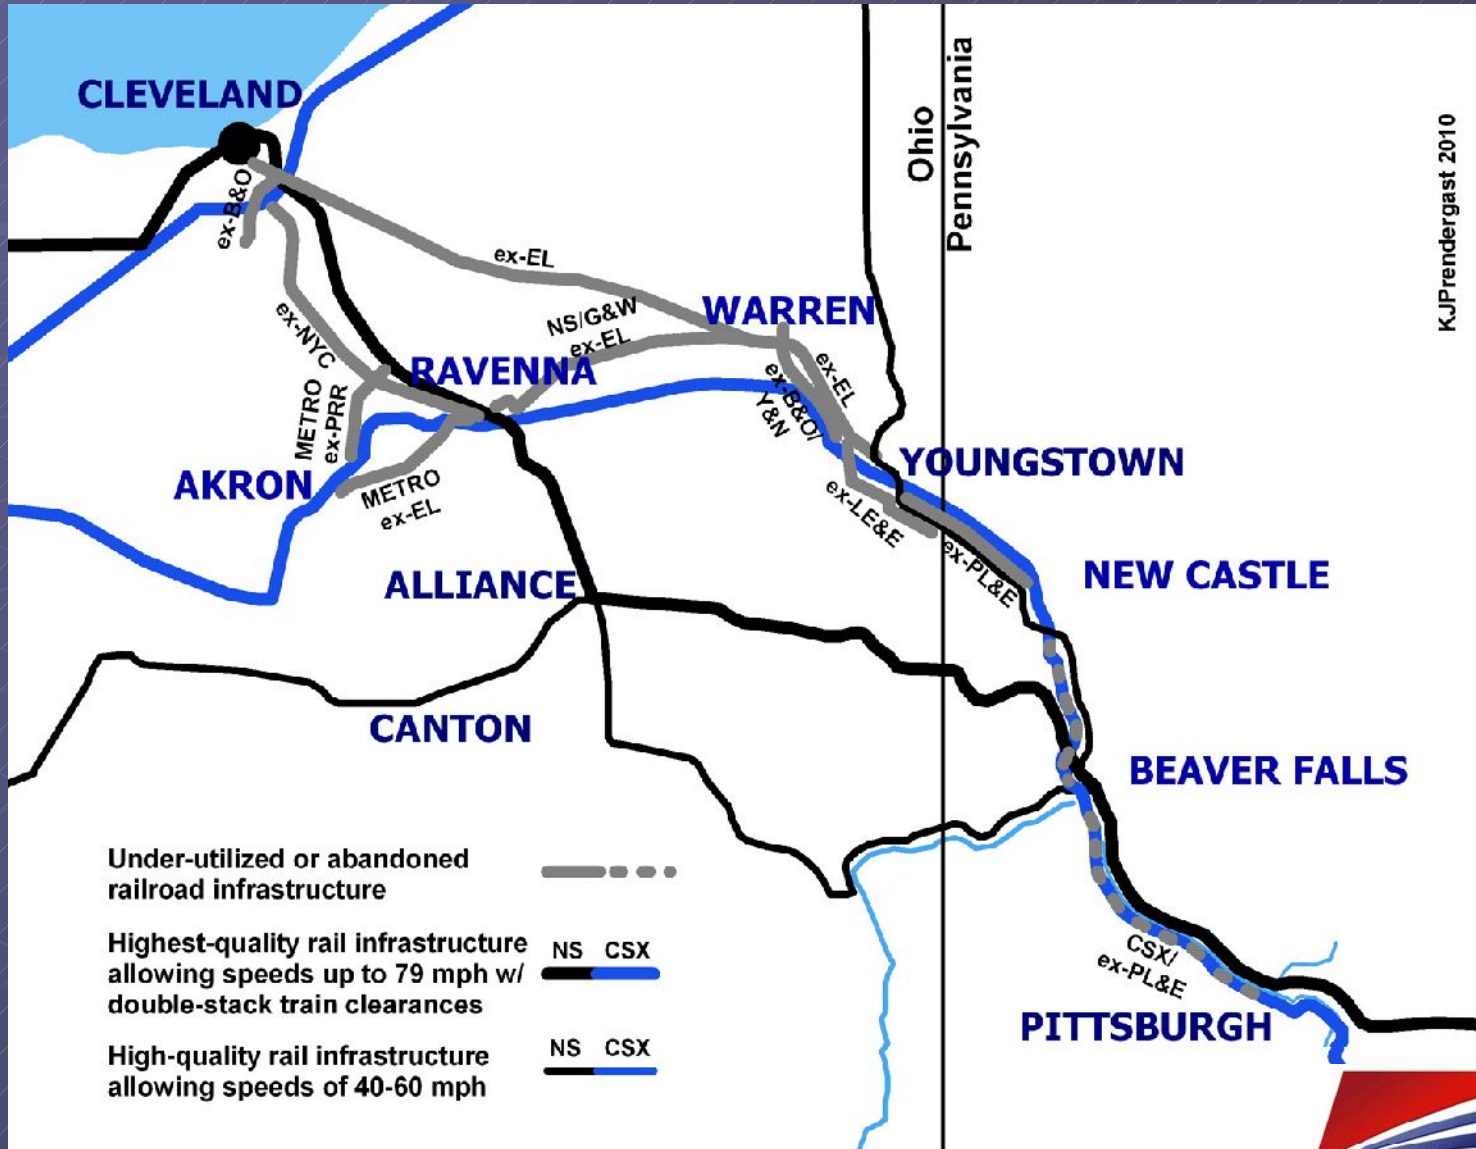 CLEVELAND
Ohio
Pennsylvania
KJPrendergast 2010
ex-B&O
ex-EL
ex-NYC
NS/G&W
ex-EL
WARREN
RAVENNA
METRO
ex-PRR
ex-EL
ex-B&O/
Y&N
AKRON
METRO
ex-EL
YOUNGSTOWN
ex-LE&E
ex-PL&E
ALLIANCE
NEW CASTLE
CANTON
BEAVER FALLS
CSX/
ex-PL&E
PITTSBURGH
Under-utilized or abandoned
railroad infrastructure
Highest-quality rail infrastructure
allowing speeds up to 79 mph w/
double-stack train clearances
NS CSX
High-quality rail infrastructure
allowing speeds of 40-60 mph
NS CSX